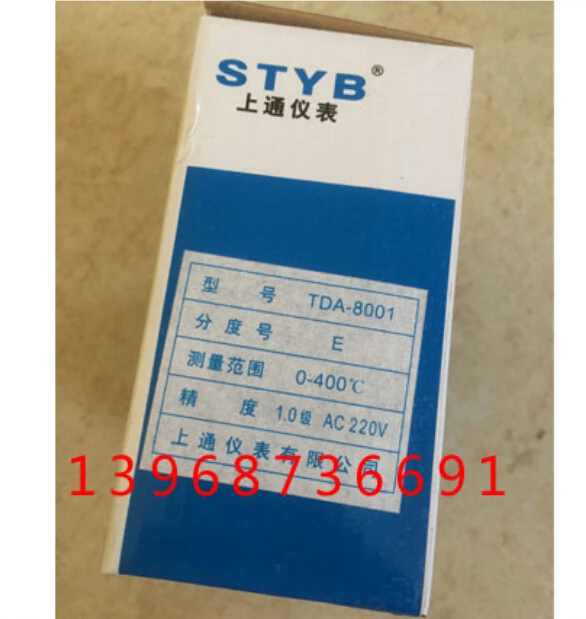 STYB®
上通仪表
型 号 TDA-8001
分度号 E
测量范围 0-400℃
精 度 1.0级 AC 220V
上通仪表有限公司
13968736691